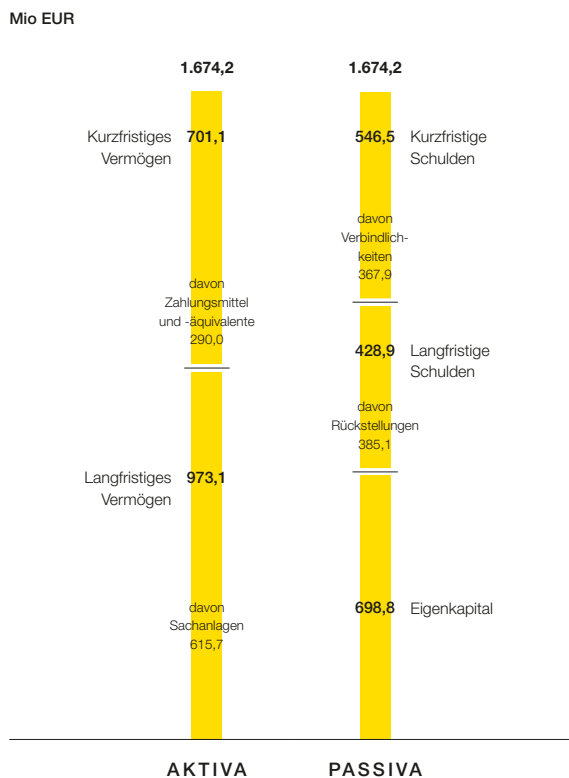 Mio EUR
1.674,2
1.674,2
Kurzfristiges
Vermögen
701,1
davon
Zahlungsmittel
und -äquivalente
290,0
Langfristiges
Vermögen
973,1
davon
Sachanlagen
615,7
546,5
Kurzfristige
Schulden
davon
Verbindlich-
keiten
367,9
428,9
Langfristige
Schulden
davon
Rückstellungen
385,1
698,8
Eigenkapital
AKTIVA
PASSIVA